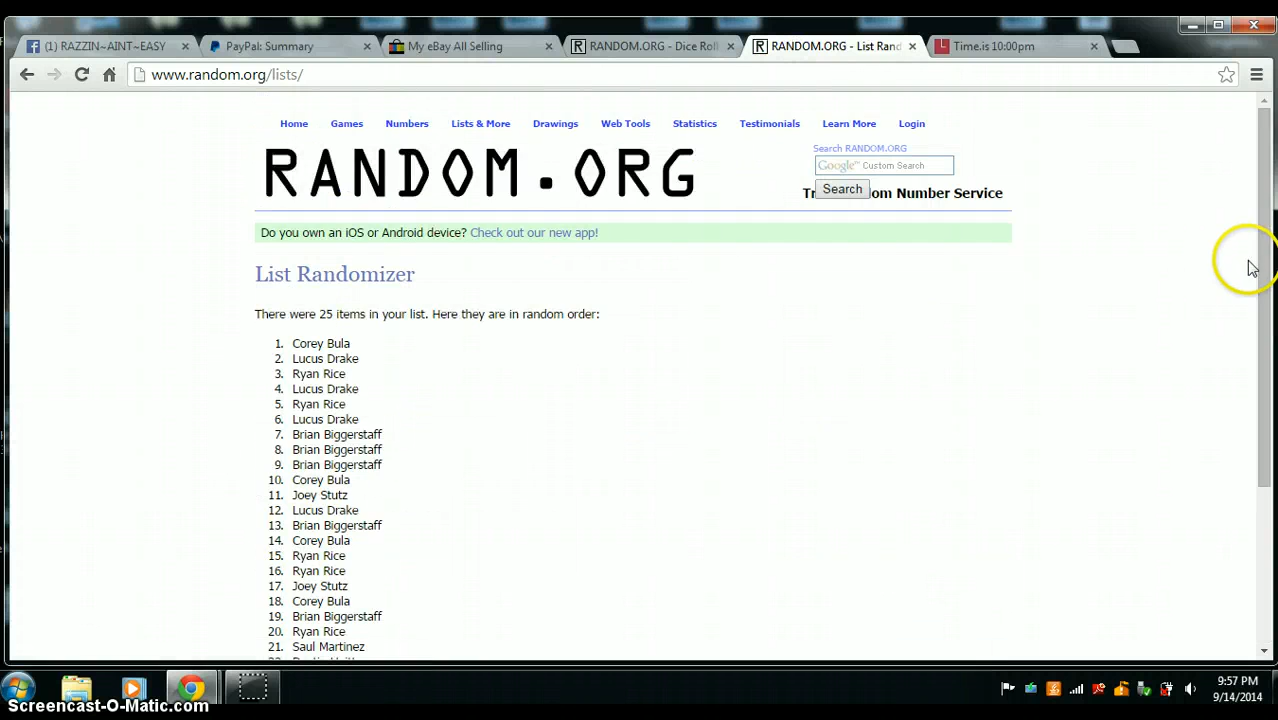 (1) RAZZIN~AINT~EASY
PayPal: Summary
My eBay All Selling
RANDOM.ORG - Dice Roll
RANDOM.ORG - List Rand
Time.is 10:00pm
www.random.org/lists/
Home Games Numbers Lists & More Drawings Web Tools Statistics Testimonials Learn More Login
RANDOM.ORG
Search RANDOM.ORG
Google™ Custom Search
Search
Tr om Number Service
Do you own an iOS or Android device? Check out our new app!
List Randomizer
There were 25 items in your list. Here they are in random order:
1. Corey Bula
2. Lucus Drake
3. Ryan Rice
4. Lucus Drake
5. Ryan Rice
6. Lucus Drake
7. Brian Biggerstaff
8. Brian Biggerstaff
9. Brian Biggerstaff
10. Corey Bula
11. Joey Stutz
12. Lucus Drake
13. Brian Biggerstaff
14. Corey Bula
15. Ryan Rice
16. Ryan Rice
17. Joey Stutz
18. Corey Bula
19. Brian Biggerstaff
20. Ryan Rice
21. Saul Martinez
9:57 PM
9/14/2014
Screencast-O-Matic.com